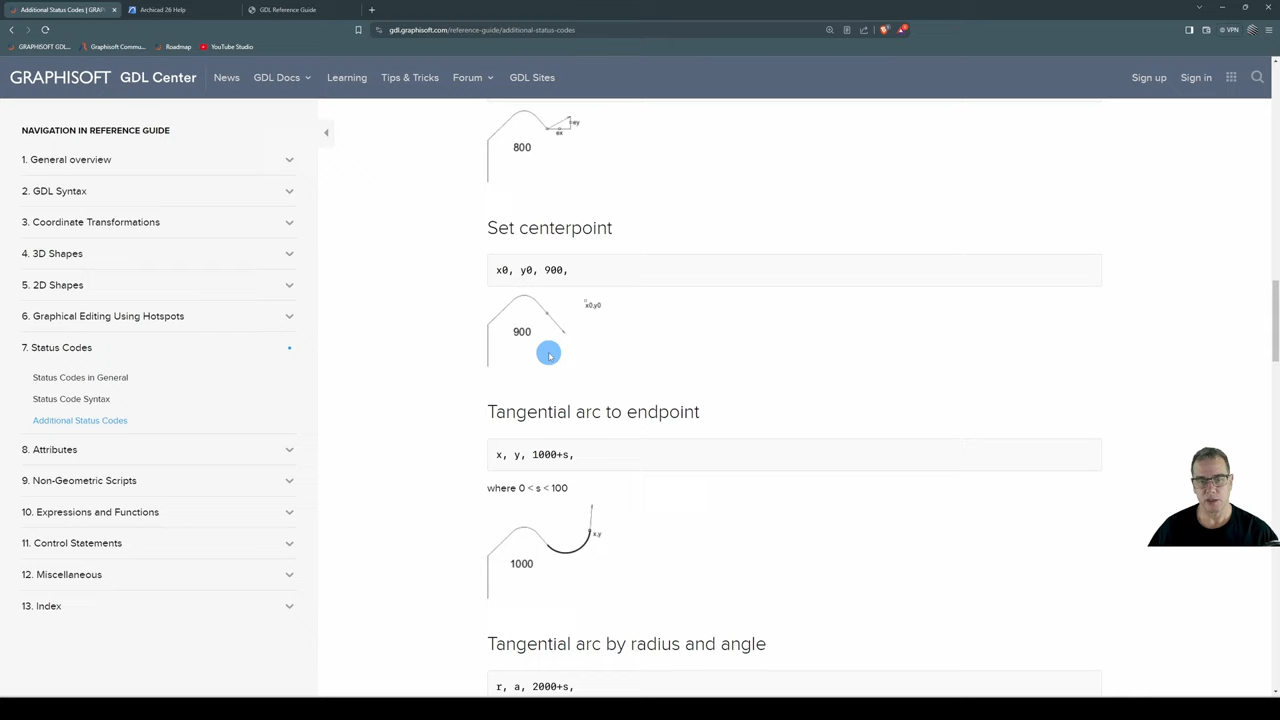 Additional Status Codes | GRAP
Archicad 26 Help
GDL Reference Guide
gdl.graphisoft.com/reference-guide/additional-status-codes
VPN
GRAPHISOFT GDL...
Graphisoft Commu...
Roadmap
YouTube Studio
GRAPHISOFT GDL Center
News
GDL Docs
Learning
Tips & Tricks
Forum
GDL Sites
Sign up
Sign in
NAVIGATION IN REFERENCE GUIDE
1. General overview
2. GDL Syntax
3. Coordinate Transformations
4. 3D Shapes
5. 2D Shapes
6. Graphical Editing Using Hotspots
7. Status Codes
Status Codes in General
Status Code Syntax
Additional Status Codes
8. Attributes
9. Non-Geometric Scripts
10. Expressions and Functions
11. Control Statements
12. Miscellaneous
13. Index
ey
ex
800
Set centerpoint
x0, y0, 900,
x0,y0
900
Tangential arc to endpoint
x, y, 1000+s,
where 0 < s < 100
x,y
1000
Tangential arc by radius and angle
r, a, 2000+s,